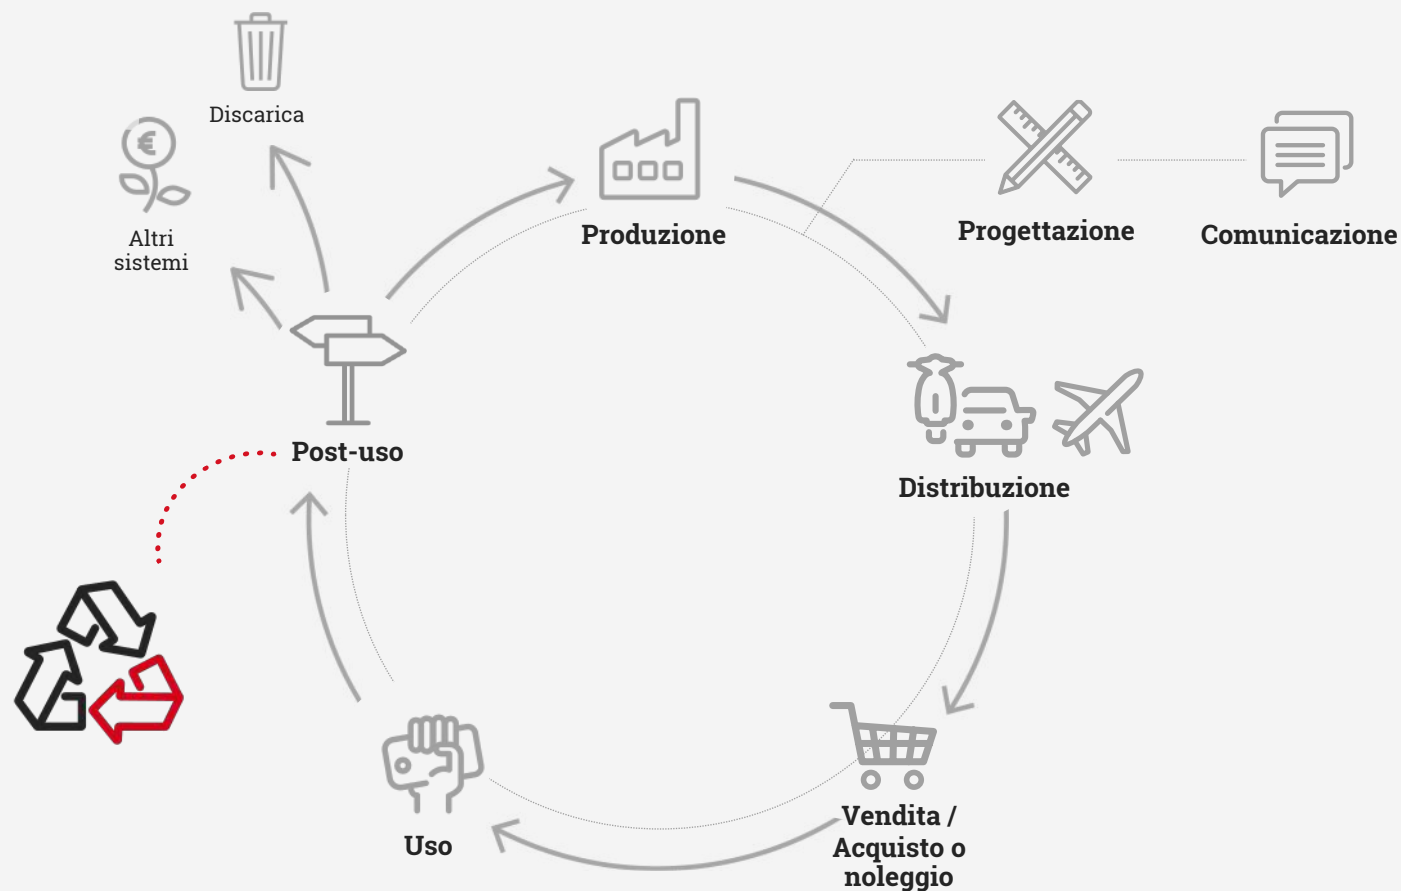 Discarica
Altri
sistemi
Produzione
Progettazione
Comunicazione
Post-uso
Distribuzione
Uso
Vendita /
Acquisto o
noleggio
€